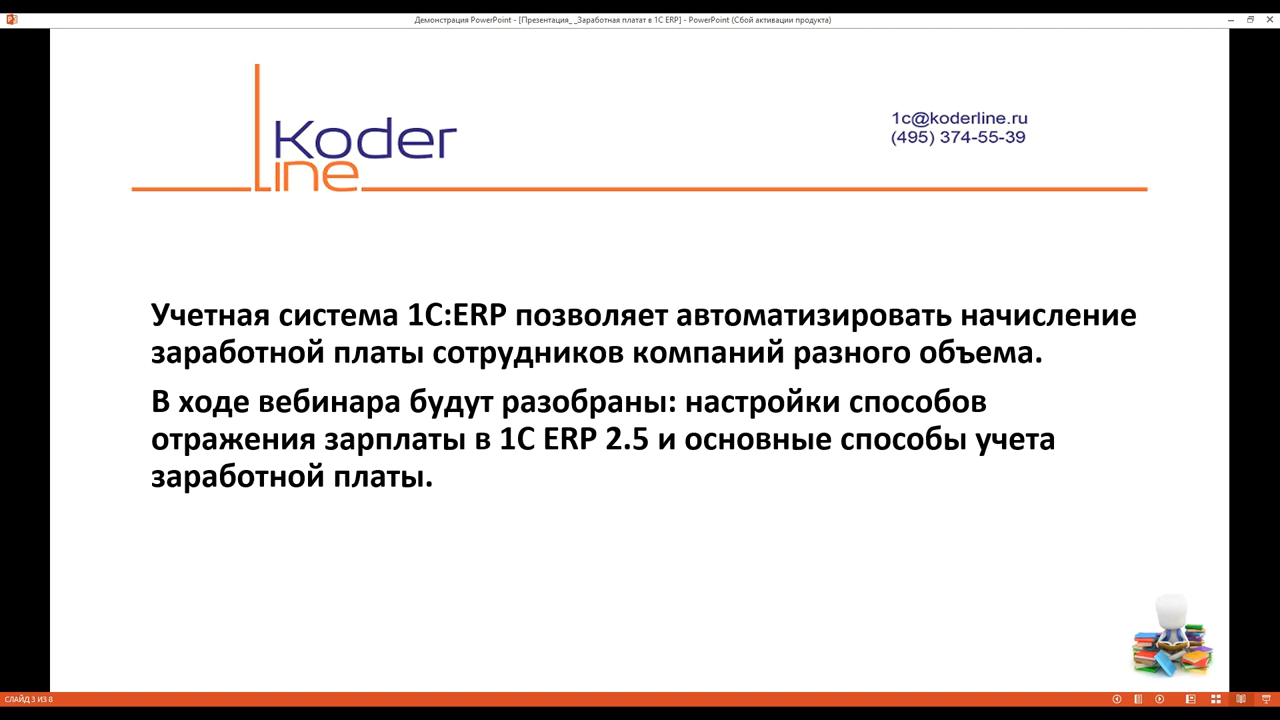 Демонстрация PowerPoint - [Презентация_ _Заработная платат в 1С ERP] - PowerPoint (Сбой активации продукта)
Koder
line
1c@koderline.ru
(495) 374-55-39
Учетная система 1С:ERP позволяет автоматизировать начисление
заработной платы сотрудников компаний разного объема.
В ходе вебинара будут разобраны: настройки способов
отражения зарплаты в 1С ERP 2.5 и основные способы учета
заработной платы.
СЛАЙД 3 ИЗ 8